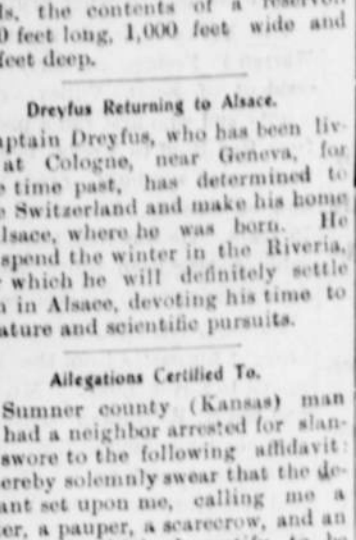 ls, the contents of a reservoi
0 feet long, 1,000 feet wide and
feet deep.
Dreyfus Returning to Alsace.
aptain Dreyfus, who has been liv-
at Cologne, near Geneva, for
e time past, has determined to
e Switzerland and make his home
lsace, where he was born. He
spend the winter in the Riveria,
r which he will definitely settle
n in Alsace, devoting his time to
ature and scientific pursuits.
Allegations Certified To.
Sumner county (Kansas) man
had a neighbor arrested for slan-
swore to the following affidavit:
ereby solemnly swear that the de-
ant set upon me, calling me a
er, a pauper, a scarecrow, and an